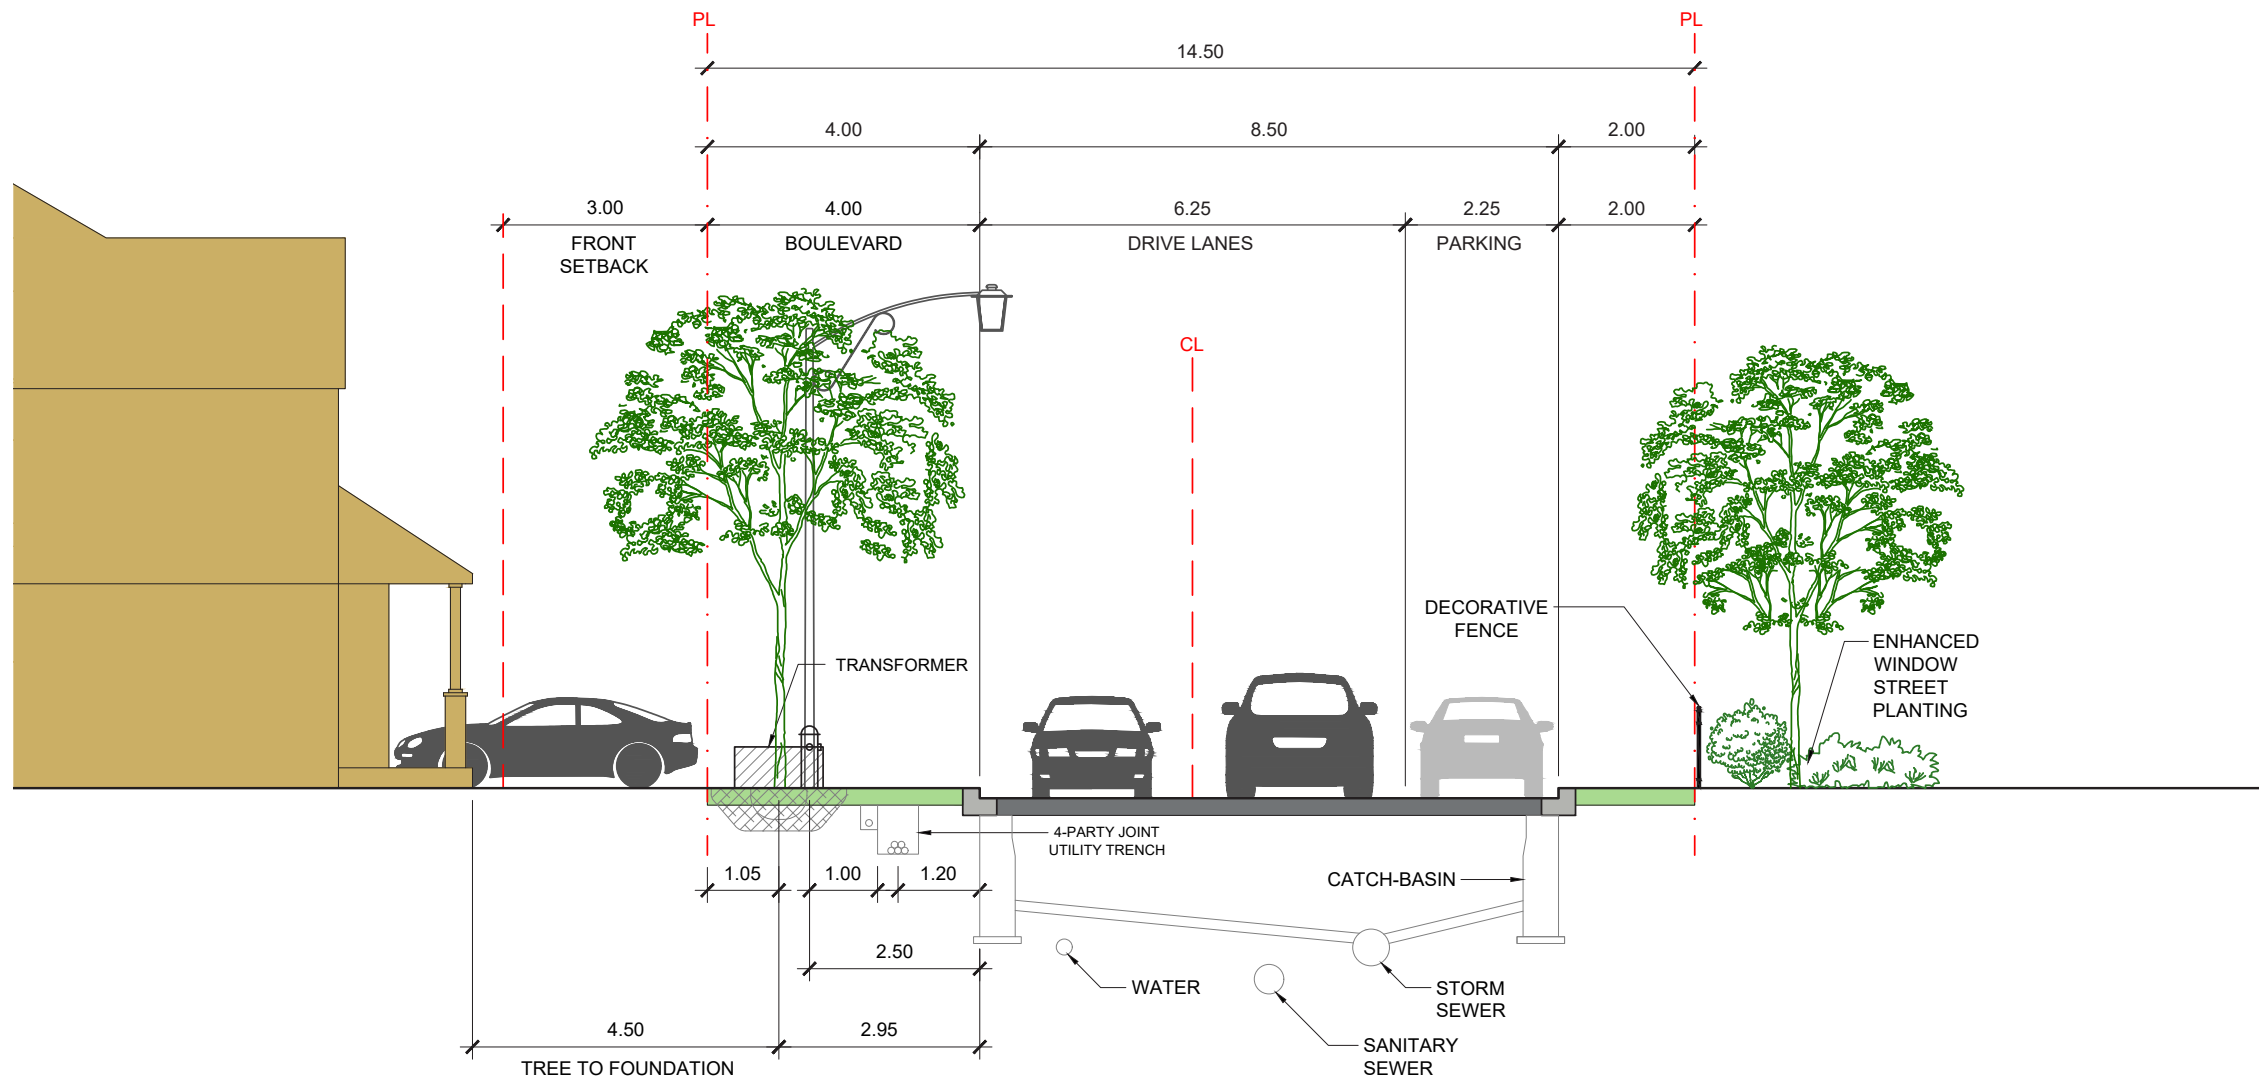 PL
PL
14.50
4.00
8.50
2.00
3.00
4.00
6.25
2.25
2.00
FRONT
SETBACK
BOULEVARD
DRIVE LANES
PARKING
CL
DECORATIVE
FENCE
ENHANCED
WINDOW
STREET
PLANTING
TRANSFORMER
4-PARTY JOINT
UTILITY TRENCH
1.05
1.00
1.20
CATCH-BASIN
2.50
WATER
STORM
SEWER
4.50
2.95
SANITARY
SEWER
TREE TO FOUNDATION